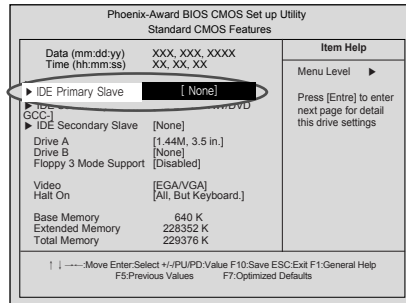 Phoenix-Award BIOS CMOS Set up Utility
Standard CMOS Features
Data (mm:dd:yy) XXX, XXX, XXXX
Time (hh:mm:ss) XX, XX, XX
▶ IDE Primary Slave [ None]
GCC-]
▶ IDE Secondary Slave [None]
Drive A [1.44M, 3.5 in.]
Drive B [None]
Floppy 3 Mode Support [Disabled]
Video [EGA/VGA]
Halt On [All, But Keyboard.]
Base Memory 640 K
Extended Memory 228352 K
Total Memory 229376 K
Item Help
Menu Level ▶
Press [Entre] to enter
next page for detail
this drive settings
↑ ↓ →←:Move Enter:Select +/-/PU/PD:Value F10:Save ESC:Exit F1:General Help
F5:Previous Values F7:Optimized Defaults